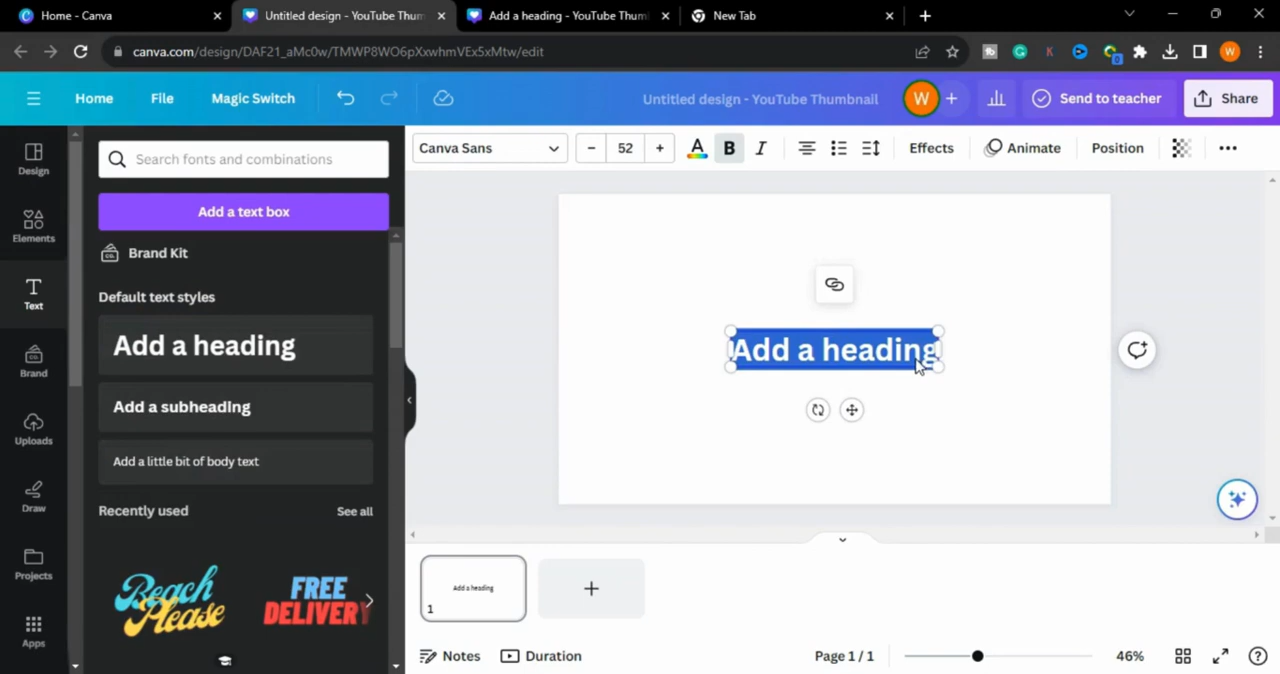 Home - Canva
Untitled design - YouTube Thum
Add a heading - YouTube Thumb
New Tab
canva.com/design/DAF21_aMc0w/TMWP8WO6pXxwhmVEx5xMtw/edit
W
Home
File
Magic Switch
Untitled design - YouTube Thumbnail
W
Send to teacher
Share
Design
Elements
Text
Brand
Uploads
Draw
Projects
Apps
Search fonts and combinations
Add a text box
Brand Kit
Default text styles
Add a heading
Add a subheading
Add a little bit of body text
Recently used
See all
Beach Please
FREE DELIVERY
Canva Sans
52
A
B
I
Effects
Animate
Position
Add a heading
Add a heading
1
Notes
Duration
Page 1 / 1
46%